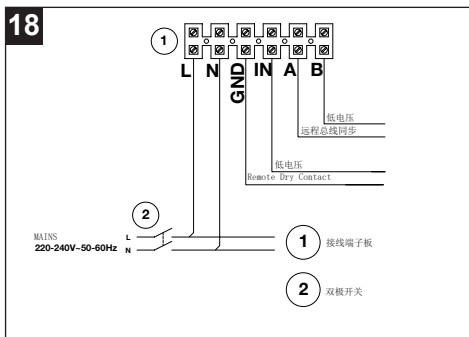 18
1
L N GND IN A B
低电压
远程总线同步
低电压
Remote Dry Contact
2
MAINS
220-240V~50-60Hz
L
N
1 接线端子板
2 双极开关